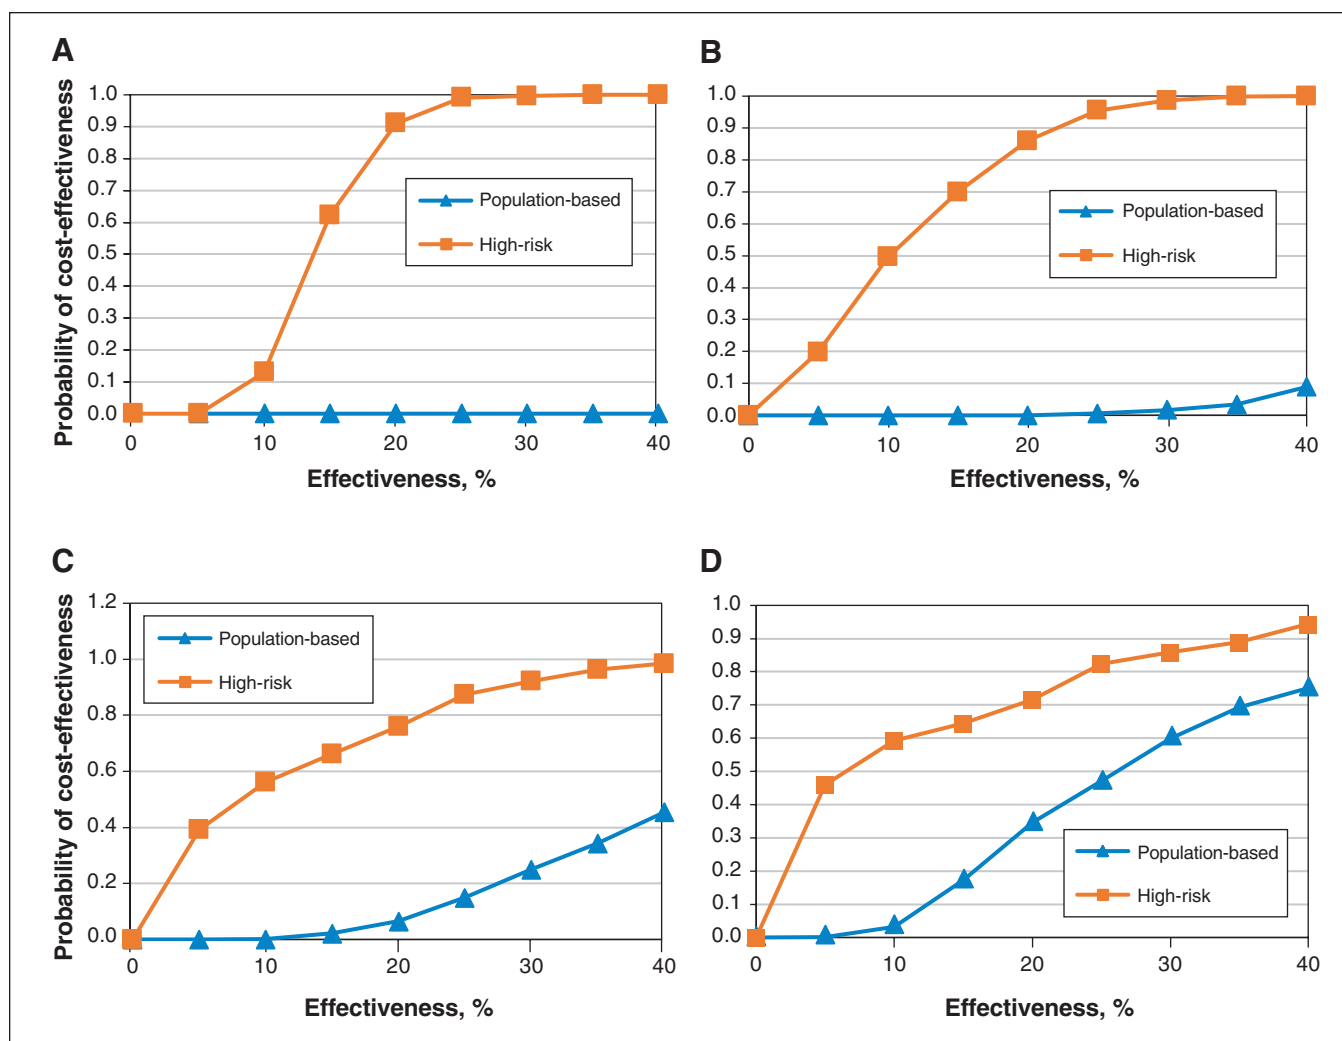 A
Probability of cost-effectiveness
1.0
0.9
0.8
0.7
0.6
0.5
0.4
0.3
0.2
0.1
0.0
Population-based
High-risk
0 10 20 30 40
Effectiveness, %
B
1.0
0.9
0.8
0.7
0.6
0.5
0.4
0.3
0.2
0.1
0.0
Population-based
High-risk
0 10 20 30 40
Effectiveness, %
C
Probability of cost-effectiveness
1.2
1.0
0.8
0.6
0.4
0.2
0.0
Population-based
High-risk
0 10 20 30 40
Effectiveness, %
D
1.0
0.9
0.8
0.7
0.6
0.5
0.4
0.3
0.2
0.1
0.0
Population-based
High-risk
0 10 20 30 40
Effectiveness, %